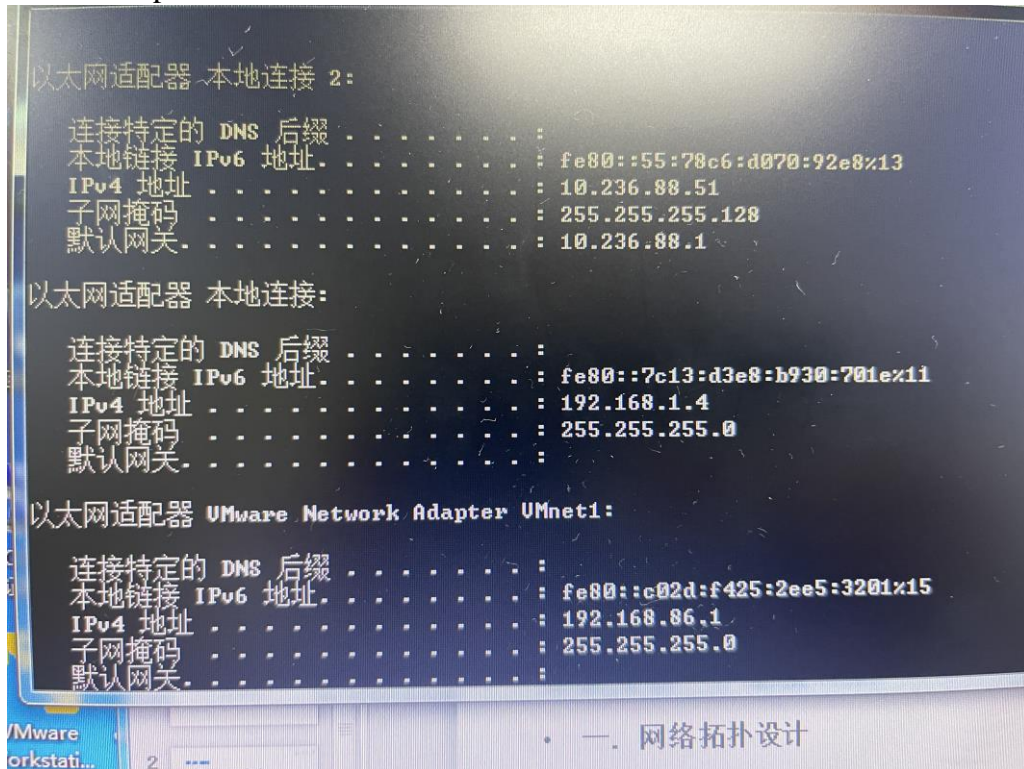 以太网适配器 本地连接 2:
连接特定的 DNS 后缀 . . . . . . . :
本地链接 IPv6 地址. . . . . . . . : fe80::55:78c6:d070:92e8%13
IPv4 地址 . . . . . . . . . . . . : 10.236.88.51
子网掩码 . . . . . . . . . . . . : 255.255.255.128
默认网关. . . . . . . . . . . . . : 10.236.88.1
以太网适配器 本地连接:
连接特定的 DNS 后缀 . . . . . . . :
本地链接 IPv6 地址. . . . . . . . : fe80::7c13:d3e8:b930:701e%11
IPv4 地址 . . . . . . . . . . . . : 192.168.1.4
子网掩码 . . . . . . . . . . . . : 255.255.255.0
默认网关. . . . . . . . . . . . . :
以太网适配器 VMware Network Adapter VMnet1:
连接特定的 DNS 后缀 . . . . . . . :
本地链接 IPv6 地址. . . . . . . . : fe80::c02d:f425:2ee5:3201%15
IPv4 地址 . . . . . . . . . . . . : 192.168.86.1
子网掩码 . . . . . . . . . . . . : 255.255.255.0
默认网关. . . . . . . . . . . . . :
VMware
orkstati...
2
• 一. 网络拓扑设计